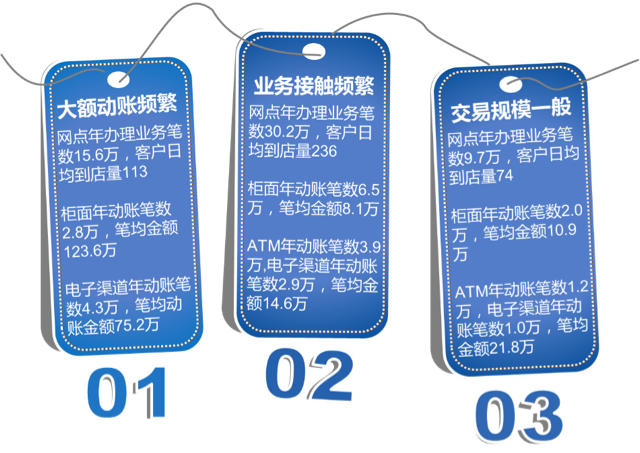 大额动账频繁
网点年办理业务笔
数15.6万，客户日
均到店量113
柜面年动账笔数
2.8万，笔均金额
123.6万
电子渠道年动账笔
数4.3万，笔均动
账金额75.2万
01
业务接触频繁
网点年办理业务笔
数30.2万，客户日
均到店量236
柜面年动账笔数6.5
万，笔均金额8.1万
ATM年动账笔数3.9
万,电子渠道年动账
笔数2.9万，笔均金
额14.6万
02
交易规模一般
网点年办理业务笔
数9.7万，客户日均
到店量74
柜面年动账笔数2.0
万，笔均金额10.9
万
ATM年动账笔数1.2
万，电子渠道年动
账笔数1.0万，笔均
金额21.8万
03